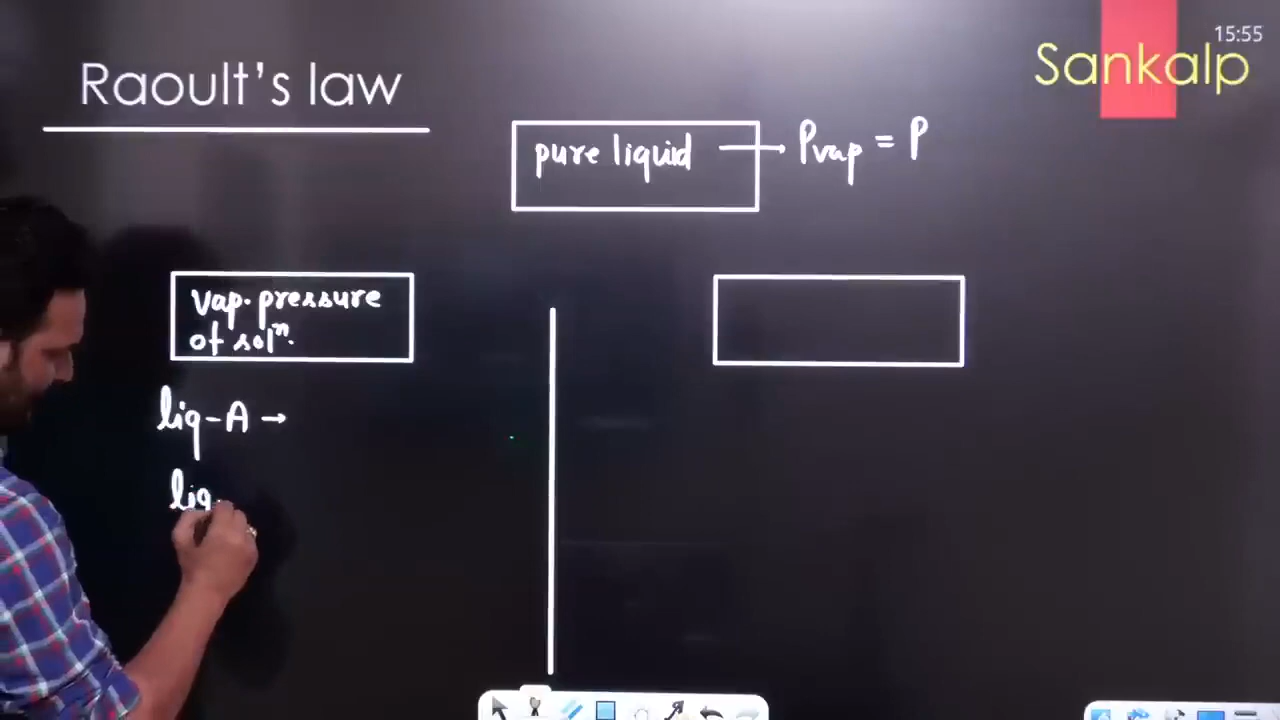 15:55
Raoult's law
Sankalp
pure liquid → Pvap = P
Vap. pressure
of solⁿ.
liq-A →
liq